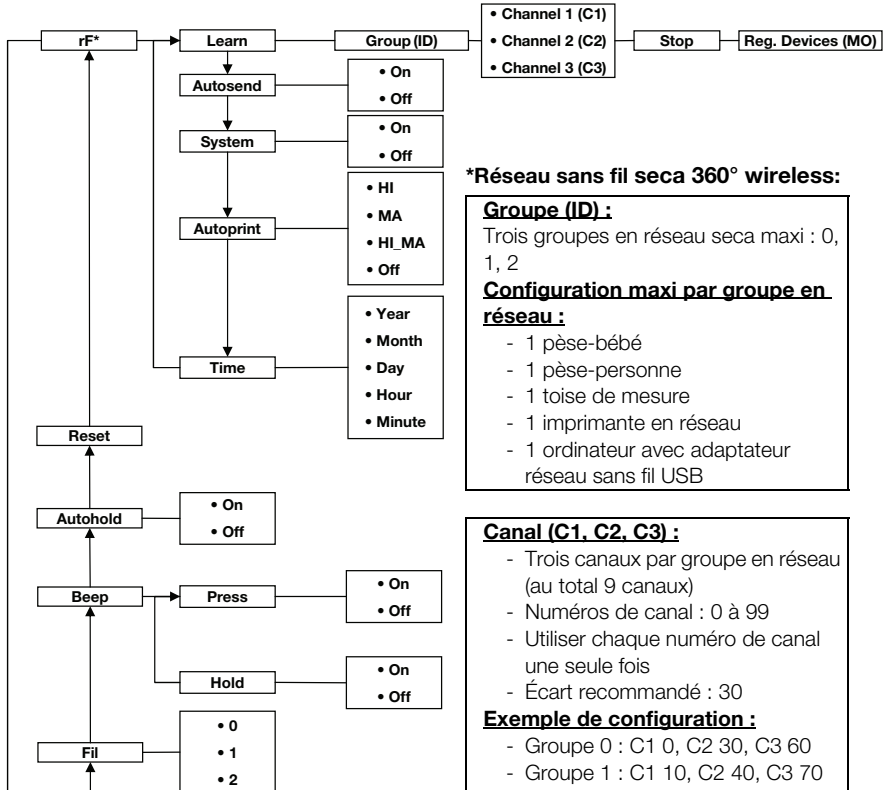 • Channel 1 (C1)
rF*
Learn
Group (ID)
• Channel 2 (C2)
Stop
Reg. Devices (MO)
• Channel 3 (C3)
Autosend
• On
• Off
System
• On
• Off
Autoprint
• HI
• MA
• HI_MA
• Off
Time
• Year
• Month
• Day
• Hour
• Minute
Reset
Autohold
• On
• Off
Beep
Press
• On
• Off
Hold
• On
• Off
Fil
• 0
• 1
• 2
*Réseau sans fil seca 360° wireless:
Groupe (ID) :
Trois groupes en réseau seca maxi : 0,
1, 2
Configuration maxi par groupe en
réseau :
- 1 pèse-bébé
- 1 pèse-personne
- 1 toise de mesure
- 1 imprimante en réseau
- 1 ordinateur avec adaptateur
réseau sans fil USB
Canal (C1, C2, C3) :
- Trois canaux par groupe en réseau
(au total 9 canaux)
- Numéros de canal : 0 à 99
- Utiliser chaque numéro de canal
une seule fois
- Écart recommandé : 30
Exemple de configuration :
- Groupe 0 : C1 0, C2 30, C3 60
- Groupe 1 : C1 10, C2 40, C3 70